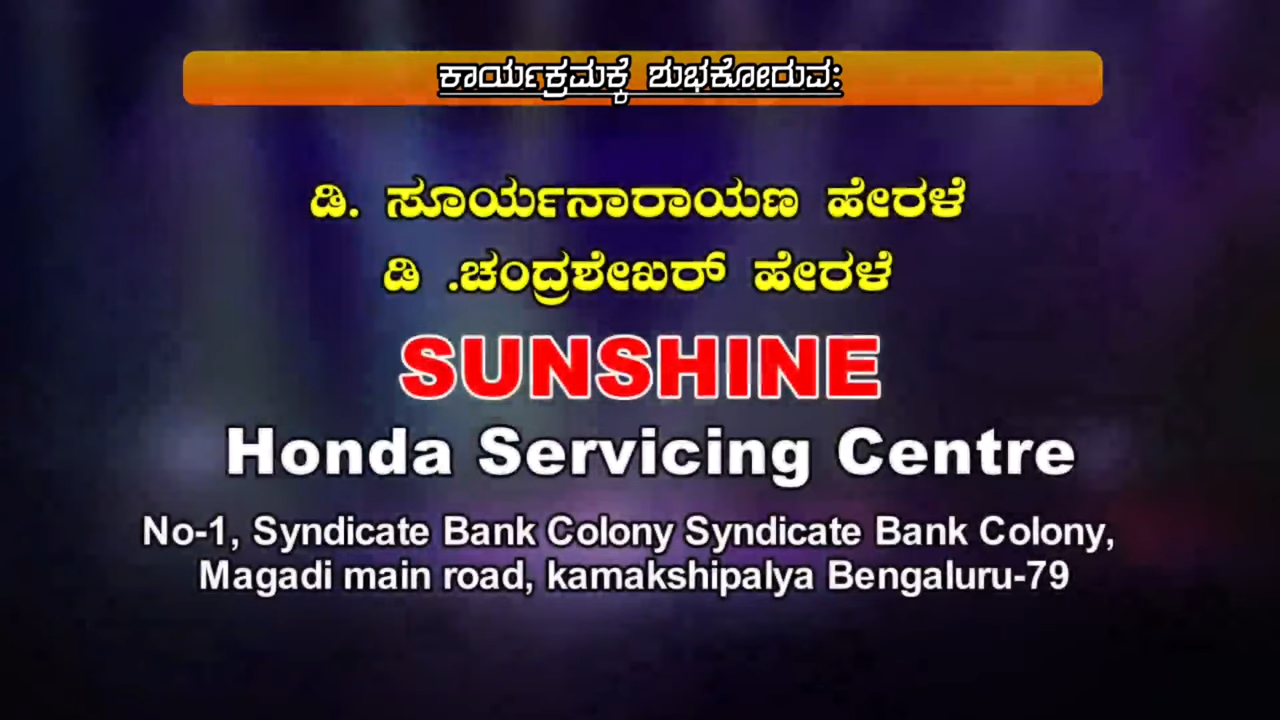 ಕಾರ್ಯಕ್ರಮಕ್ಕೆ ಶುಭಕೋರುವ:
ಡಿ. ಸೂರ್ಯನಾರಾಯಣ ಹೇರಳೆ
ಡಿ .ಚಂದ್ರಶೇಖರ್ ಹೇರಳೆ
SUNSHINE
Honda Servicing Centre
No-1, Syndicate Bank Colony Syndicate Bank Colony,
Magadi main road, kamakshipalya Bengaluru-79